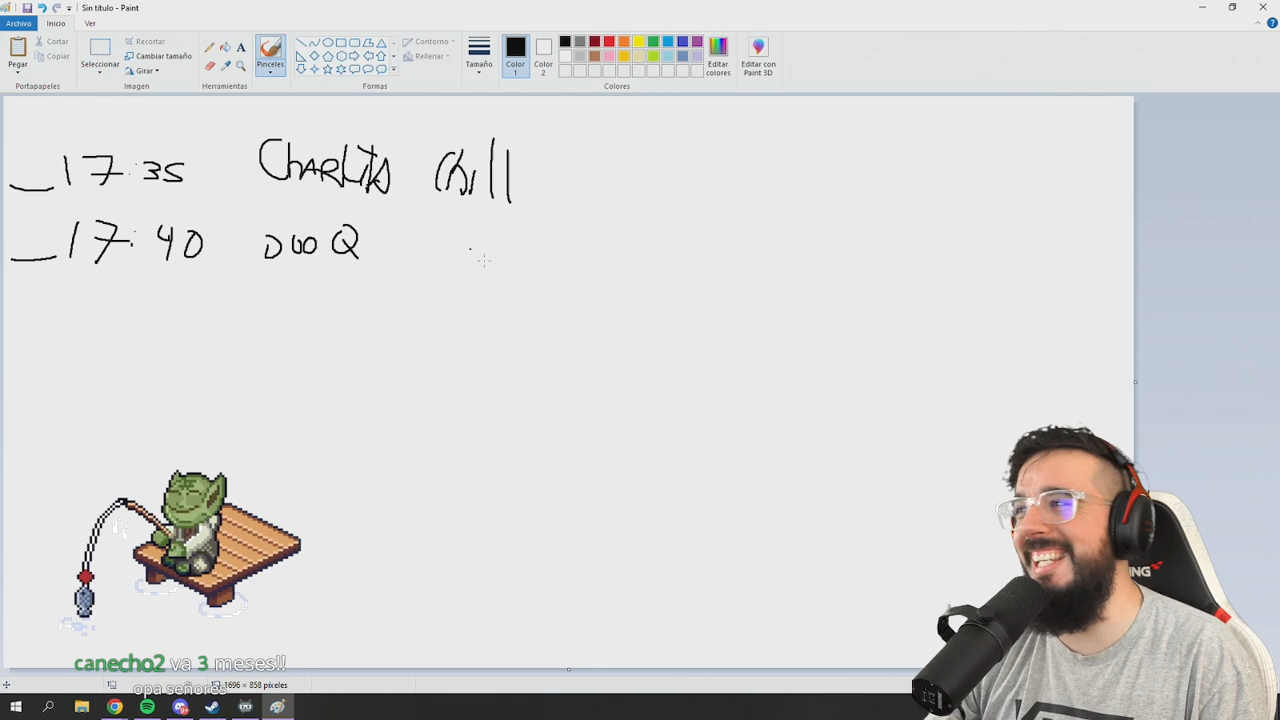 Sin título - Paint
Archivo
Inicio
Ver
Pegar
Cortar
Copiar
Portapapeles
Seleccionar
Recortar
Cambiar tamaño
Girar
Imagen
Herramientas
Pinceles
Formas
Contorno
Rellenar
Tamaño
Color 1
Color 2
Editar colores
Colores
Editar con Paint 3D
_ 17:35 CHARLITA Chill
_ 17:40 DUO Q
canecho2 va 3 meses!!
opa señores
1696 × 858 píxeles